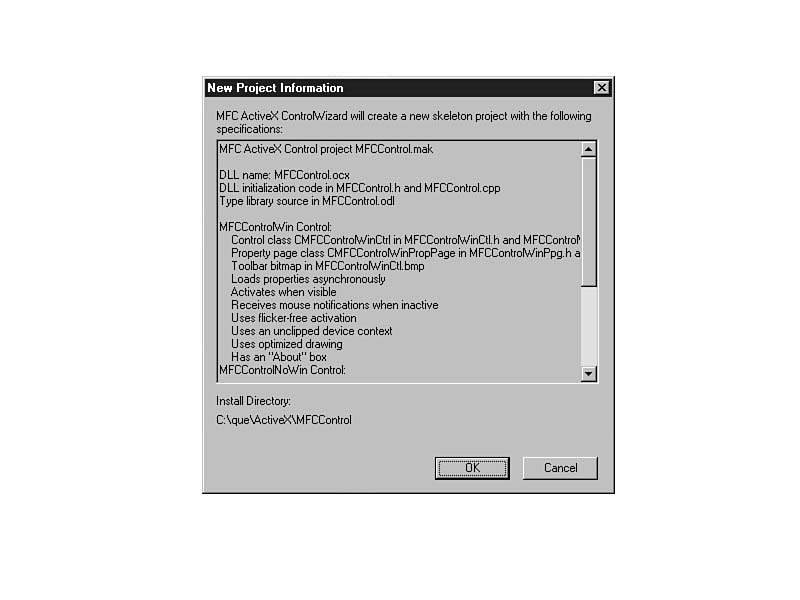 New Project Information
MFC ActiveX ControlWizard will create a new skeleton project with the following
specifications:
MFC ActiveX Control project MFCControl.mak
DLL name: MFCControl.ocx
DLL initialization code in MFCControl.h and MFCControl.cpp
Type library source in MFCControl.odl
MFCControlWin Control:
Control class CMFCControlWinCtrl in MFCControlWinCtl.h and MFCControlW
Property page class CMFCControlWinPropPage in MFCControlWinPpg.h a
Toolbar bitmap in MFCControlWinCtl.bmp
Loads properties asynchronously
Activates when visible
Receives mouse notifications when inactive
Uses flicker-free activation
Uses an unclipped device context
Uses optimized drawing
Has an "About" box
MFCControlNoWin Control:
Install Directory:
C:\que\ActiveX\MFCControl
OK Cancel